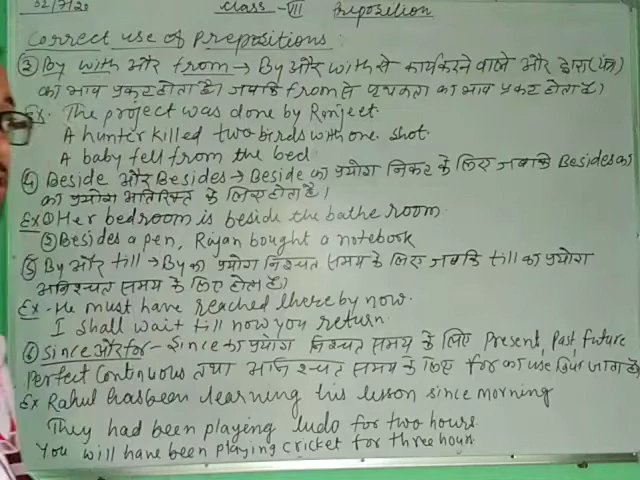 02/7/20 class - VII Preposition
Correct use of Prepositions :
③ By with और from → By और with से कार्य करने वाले और द्वारा (यंत्र)
का भाव प्रकट होता है। जबकि from से पृथकता का भाव प्रकट होता है।
Ex. The project was done by Ranjeet.
A hunter killed two birds with one shot.
A baby fell from the bed
④ Beside और Besides → Beside का प्रयोग निकट के लिए जबकि Besides का
का प्रयोग अतिरिक्त के लिए होता है।
Ex ① Her bedroom is beside the bathe room.
② Besides a pen, Riyan bought a notebook
⑤ By और till → By का प्रयोग निश्चित समय के लिए जबकि till का प्रयोग
अनिश्चित समय के लिए होता है।
Ex - He must have reached there by now.
I shall wait till now you return.
⑥ Since और for - Since का प्रयोग निश्चत समय के लिए Present, Past, future
Perfect Continuous तथा अनिश्चत समय के लिए for का use किया जाता है
Ex Rahul has been learning his lesson since morning
They had been playeng ludo for two hours.
You will have been playing cricket for three hours